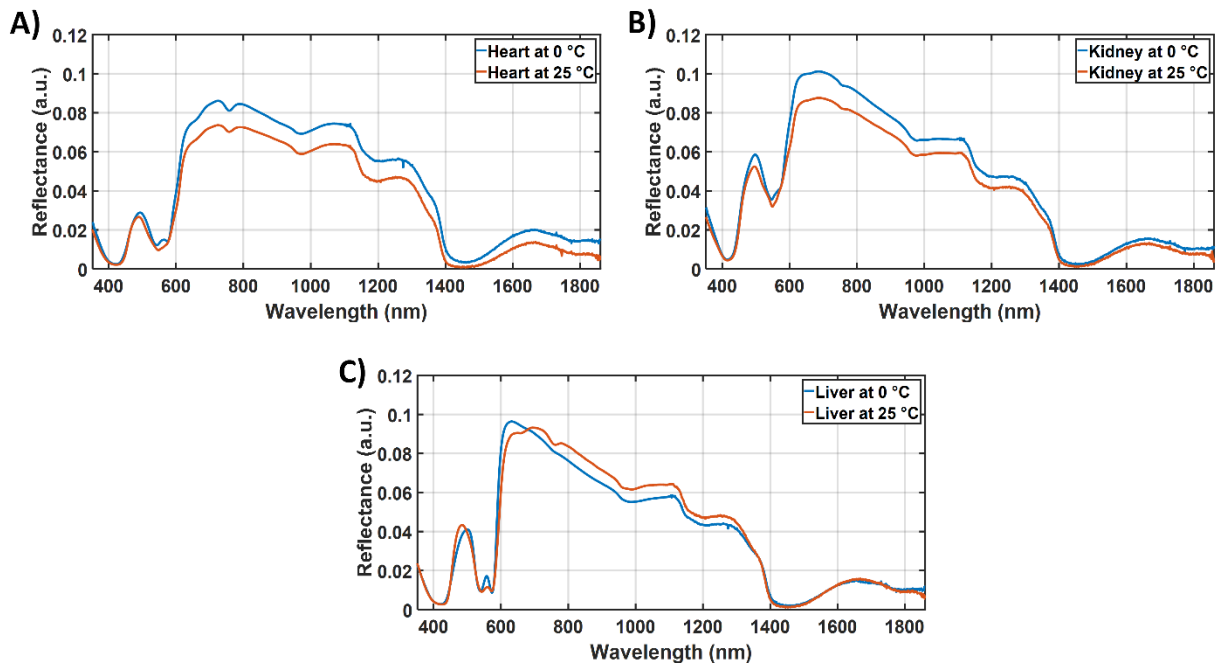 A)
0.12
0.1
0.08
0.06
0.04
0.02
0
Reflectance (a.u.)
Heart at 0 °C
Heart at 25 °C
400 600 800 1000 1200 1400 1600 1800
Wavelength (nm)
B)
0.12
0.1
0.08
0.06
0.04
0.02
0
Reflectance (a.u.)
Kidney at 0 °C
Kidney at 25 °C
400 600 800 1000 1200 1400 1600 1800
Wavelength (nm)
C)
0.12
0.1
0.08
0.06
0.04
0.02
0
Reflectance (a.u.)
Liver at 0 °C
Liver at 25 °C
400 600 800 1000 1200 1400 1600 1800
Wavelength (nm)